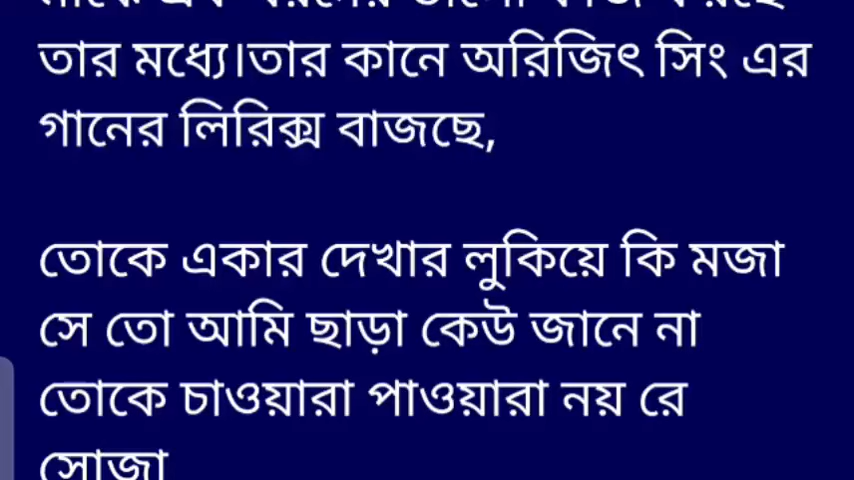 তার মধ্যে।তার কানে অরিজিৎ সিং এর
গানের লিরিক্স বাজছে,
তোকে একার দেখার লুকিয়ে কি মজা
সে তো আমি ছাড়া কেউ জানে না
তোকে চাওয়ারা পাওয়ারা নয় রে
সোজা